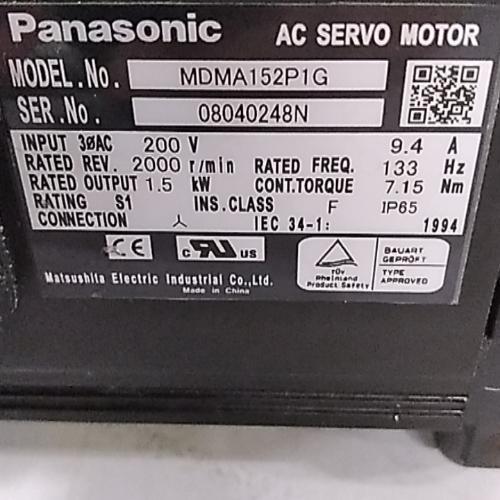 Panasonic AC SERVO MOTOR
MODEL.No. MDMA152P1G
SER.No. 08040248N
INPUT 3ØAC 200 V 9.4 A
RATED REV. 2000 r/min RATED FREQ. 133 Hz
RATED OUTPUT 1.5 kW CONT.TORQUE 7.15 Nm
RATING S1 INS.CLASS F IP65
CONNECTION IEC 34-1: 1994
CE c RU US
TÜV
Rheinland
Product Safety
BAUART
GEPRÜFT
TYPE
APPROVED
Matsushita Electric Industrial Co.,Ltd.
Made in China